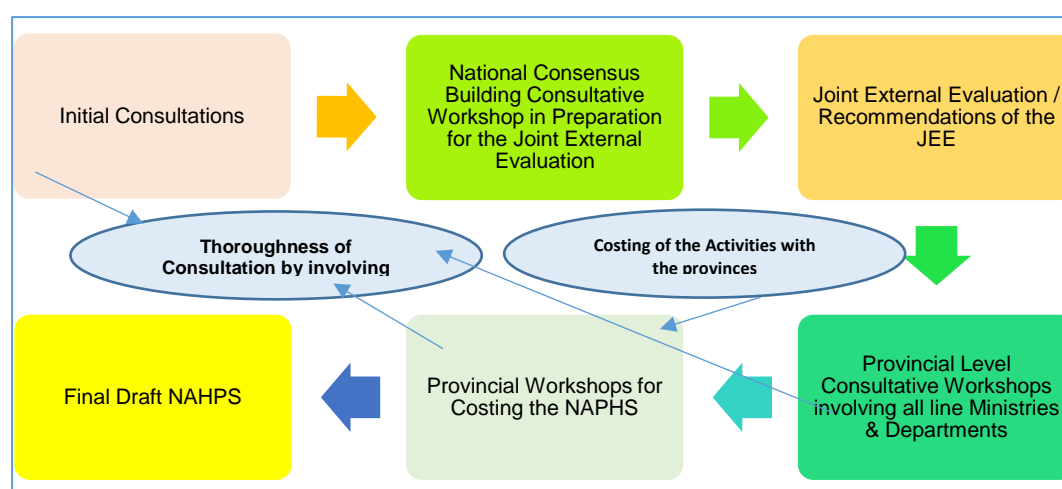 Initial Consultations
National Consensus
Building Consultative
Workshop in Preparation
for the Joint External
Evaluation
Joint External Evaluation /
Recommendations of the
JEE
Thoroughness of
Consultation by involving
Costing of the Activities with
the provinces
Final Draft NAHPS
Provincial Workshops for
Costing the NAPHS
Provincial Level
Consultative Workshops
involving all line Ministries
& Departments